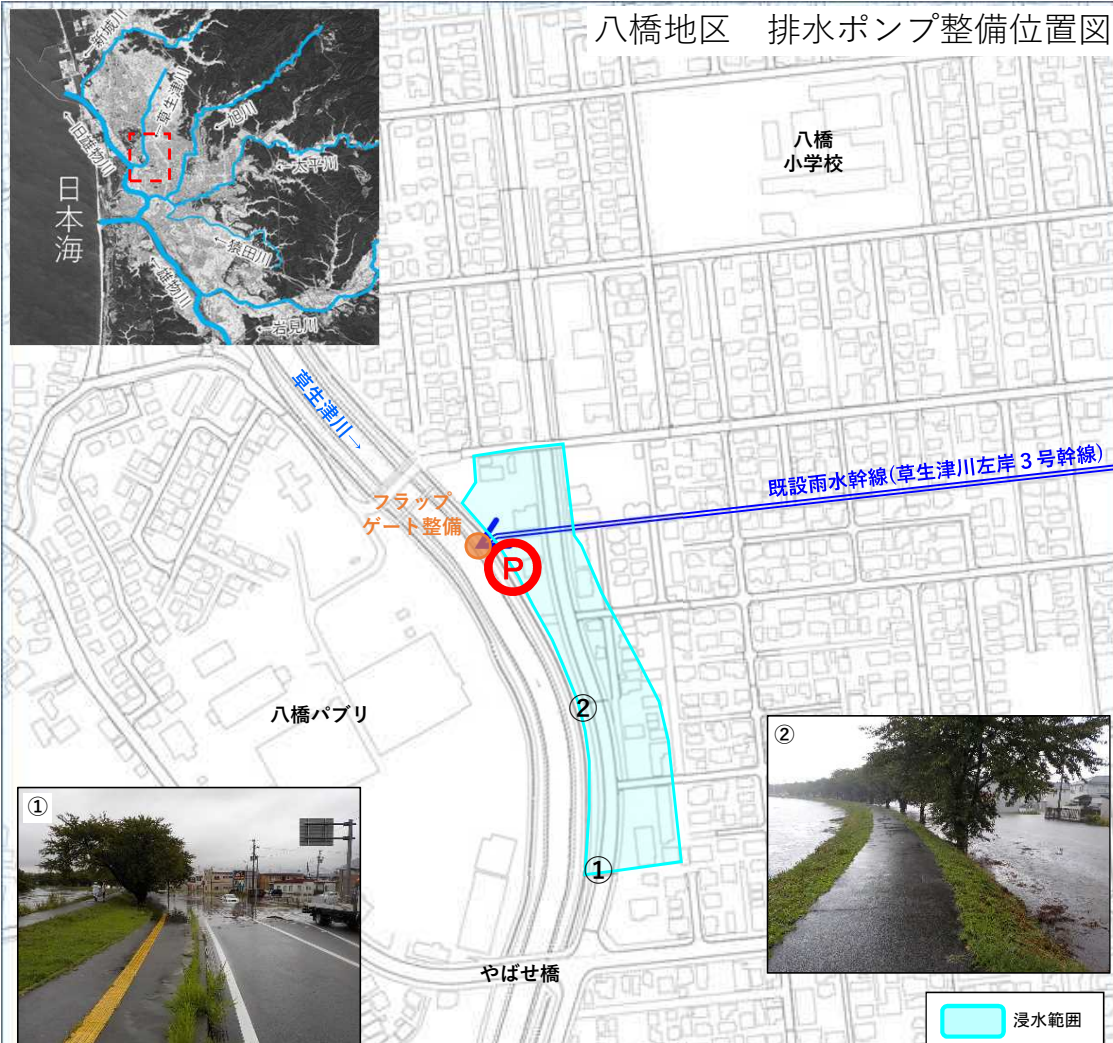 八橋地区　排水ポンプ整備位置図
←新城川
←草生津川
←旭川
←旧雄物川
←太平川
日本海
←猿田川
←雄物川
←岩見川
八橋
小学校
草生津川→
既設雨水幹線(草生津川左岸３号幹線)
フラップ
ゲート整備
P
②
八橋パブリ
②
①
①
やばせ橋
浸水範囲